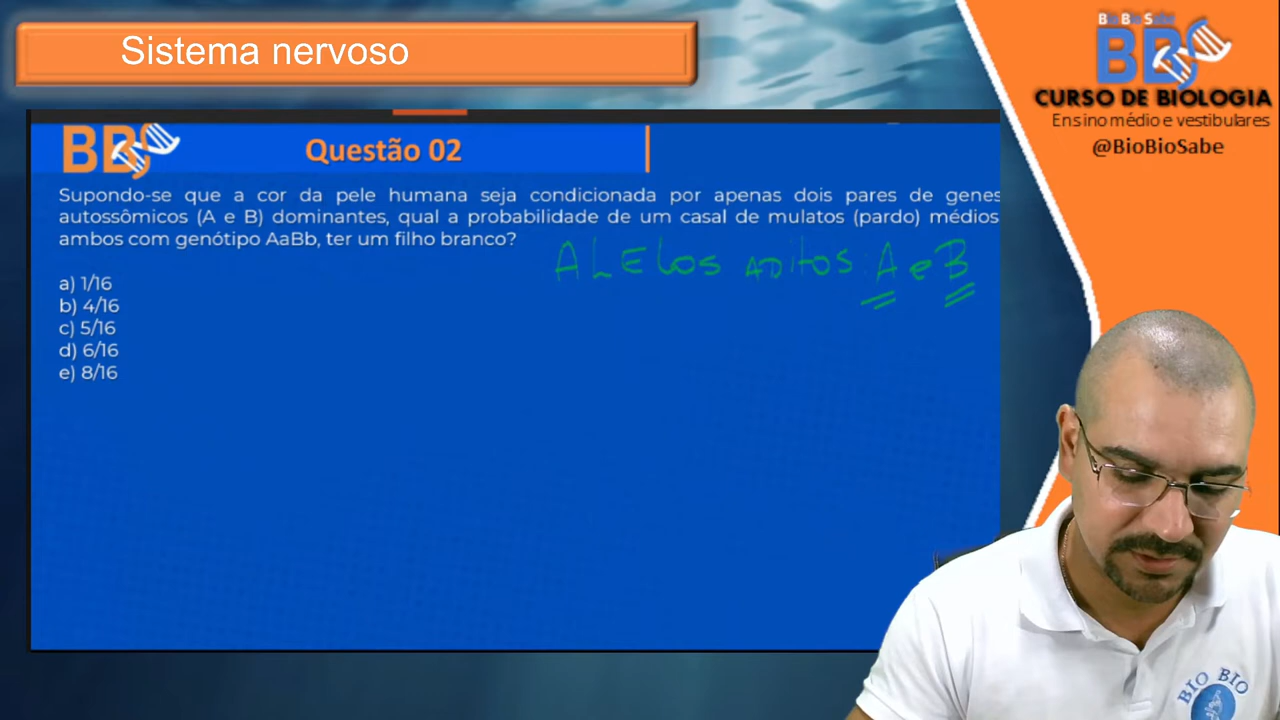 Sistema nervoso
Bio Bio Sabe
BBS
CURSO DE BIOLOGIA
Ensino médio e vestibulares
@BioBioSabe
BBS
Questão 02
Supondo-se que a cor da pele humana seja condicionada por apenas dois pares de genes
autossômicos (A e B) dominantes, qual a probabilidade de um casal de mulatos (pardo) médios
ambos com genótipo AaBb, ter um filho branco?
ALELOS ADITOS: A e B
a) 1/16
b) 4/16
c) 5/16
d) 6/16
e) 8/16
BIO BIO